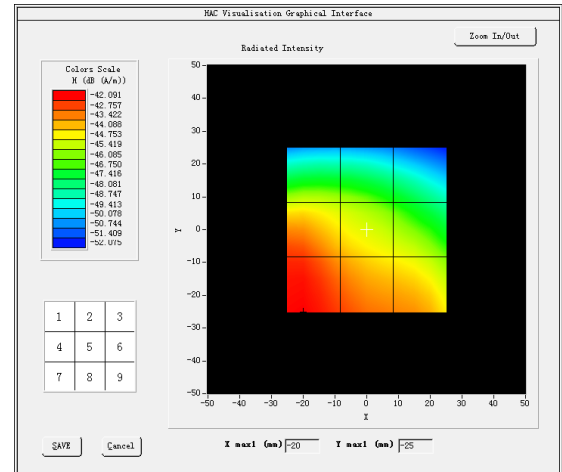 HAC Visualisation Graphical Interface
Zoom In/Out
Radiated Intensity
Colors Scale
H (dB (A/m))
-42.091
-42.757
-43.422
-44.088
-44.753
-45.419
-46.085
-46.750
-47.416
-48.081
-48.747
-49.413
-50.078
-50.744
-51.409
-52.075
50
40
30
20
10
Y 0
-10
-20
-30
-40
-50
-50 -40 -30 -20 -10 0 10 20 30 40 50
X
1 2 3
4 5 6
7 8 9
SAVE Cancel
X max1 (mm) -20 Y max1 (mm) -25